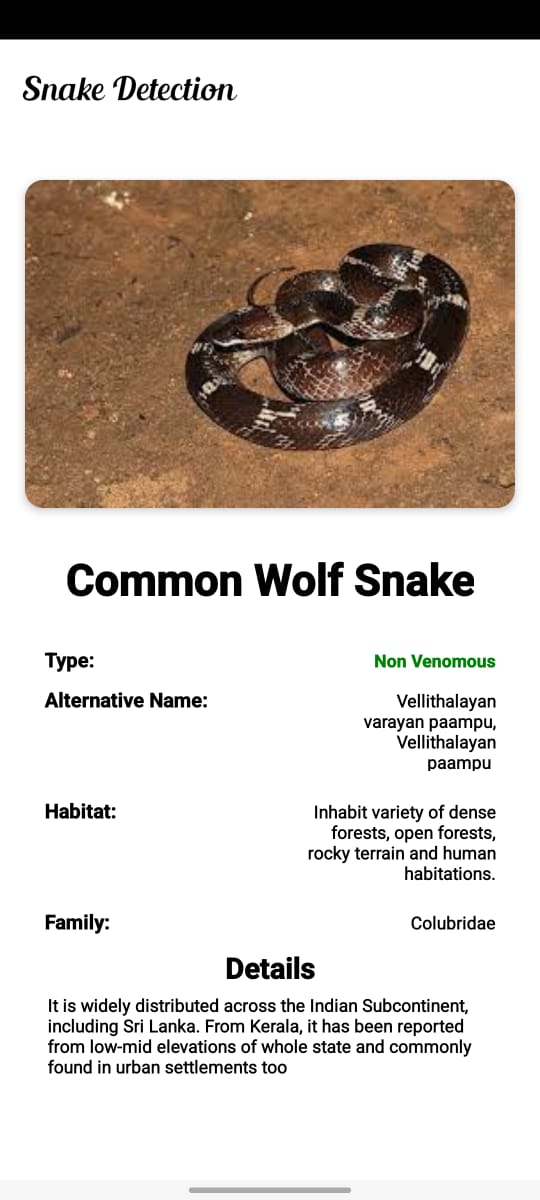 Snake Detection
Common Wolf Snake
Type: Non Venomous
Alternative Name: Vellithalayan
varayan paampu,
Vellithalayan
paampu
Habitat: Inhabit variety of dense
forests, open forests,
rocky terrain and human
habitations.
Family: Colubridae
Details
It is widely distributed across the Indian Subcontinent,
including Sri Lanka. From Kerala, it has been reported
from low-mid elevations of whole state and commonly
found in urban settlements too